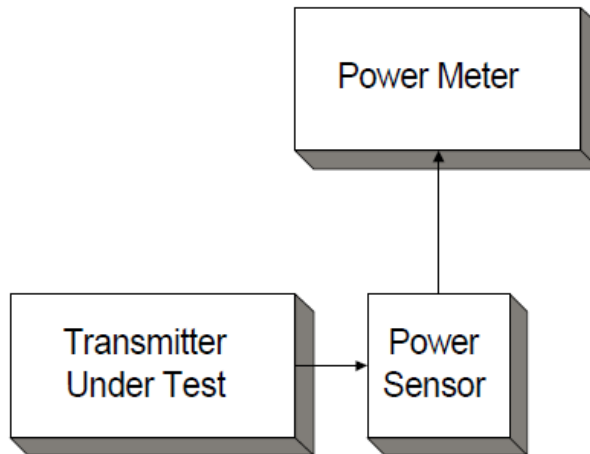 Power Meter
Transmitter
Under Test
Power
Sensor